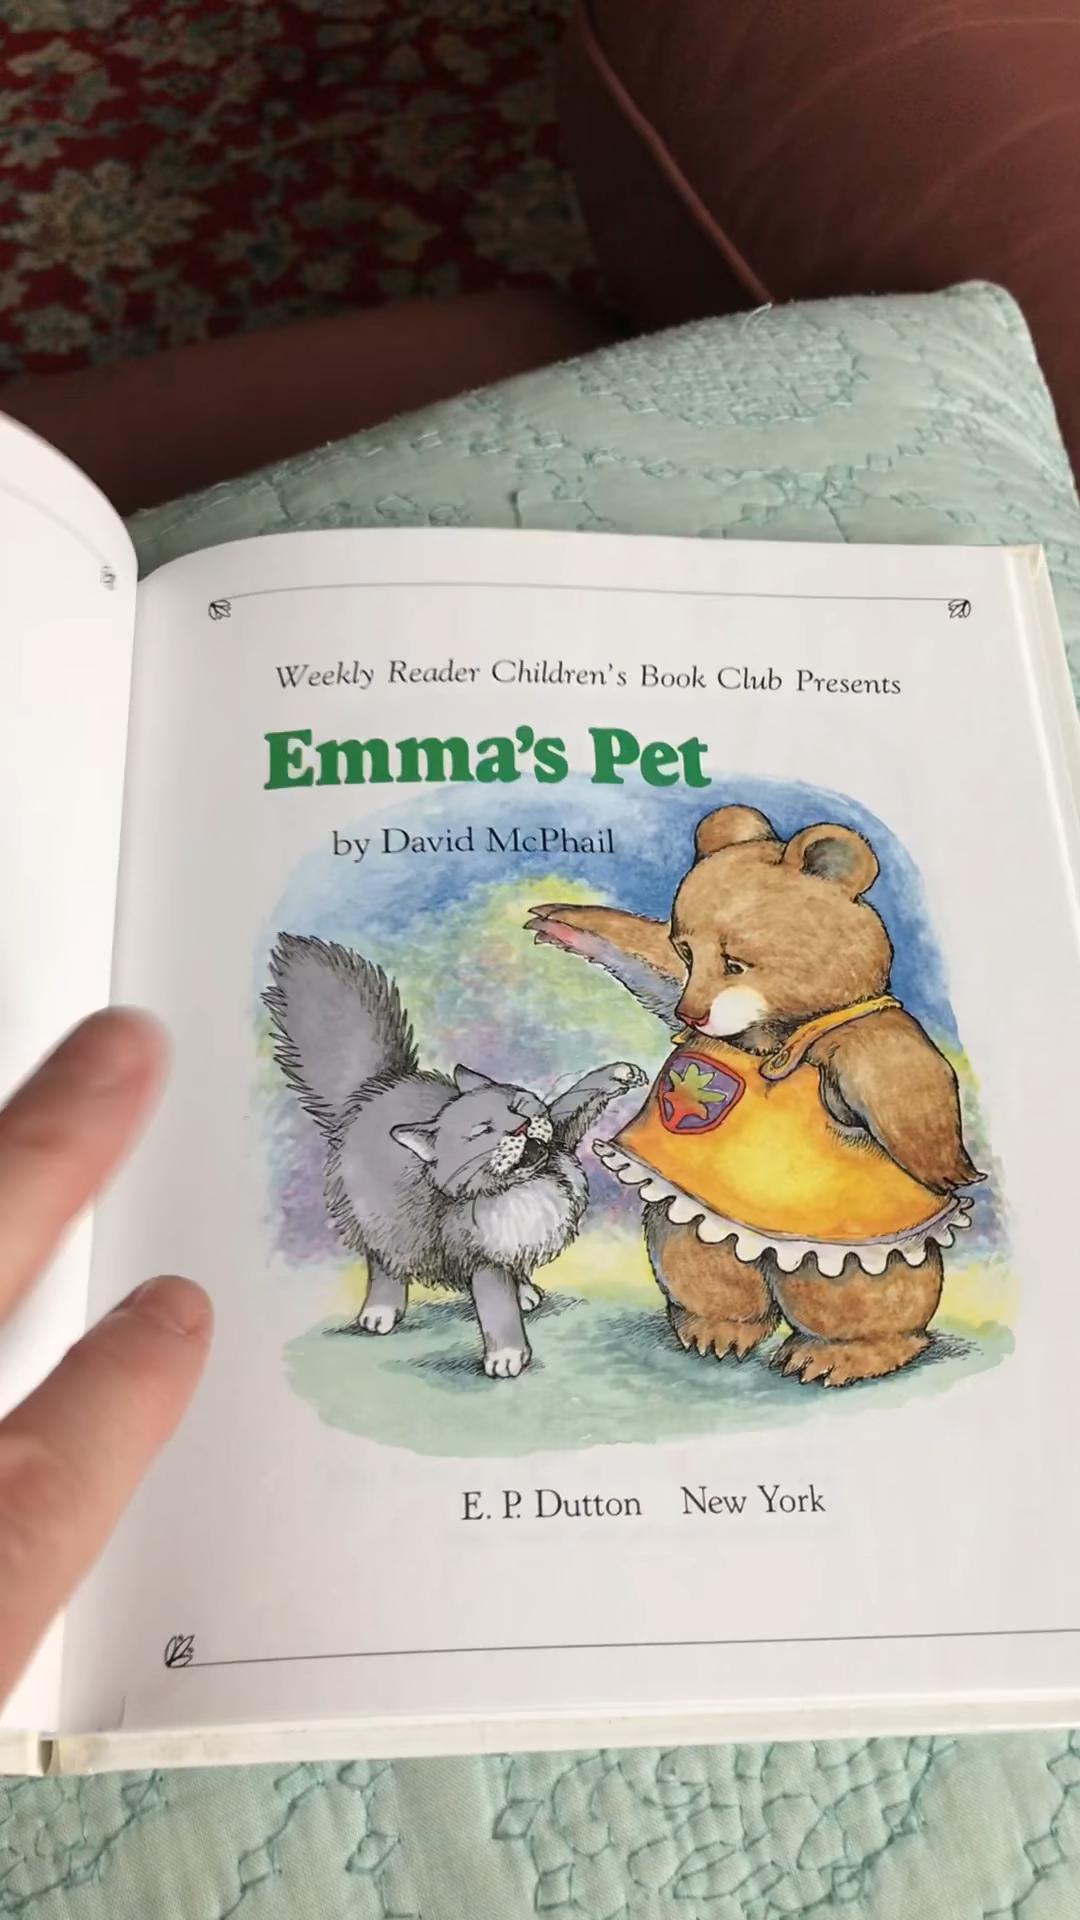 Weekly Reader Children's Book Club Presents
Emma's Pet
by David McPhail
E. P. Dutton New York